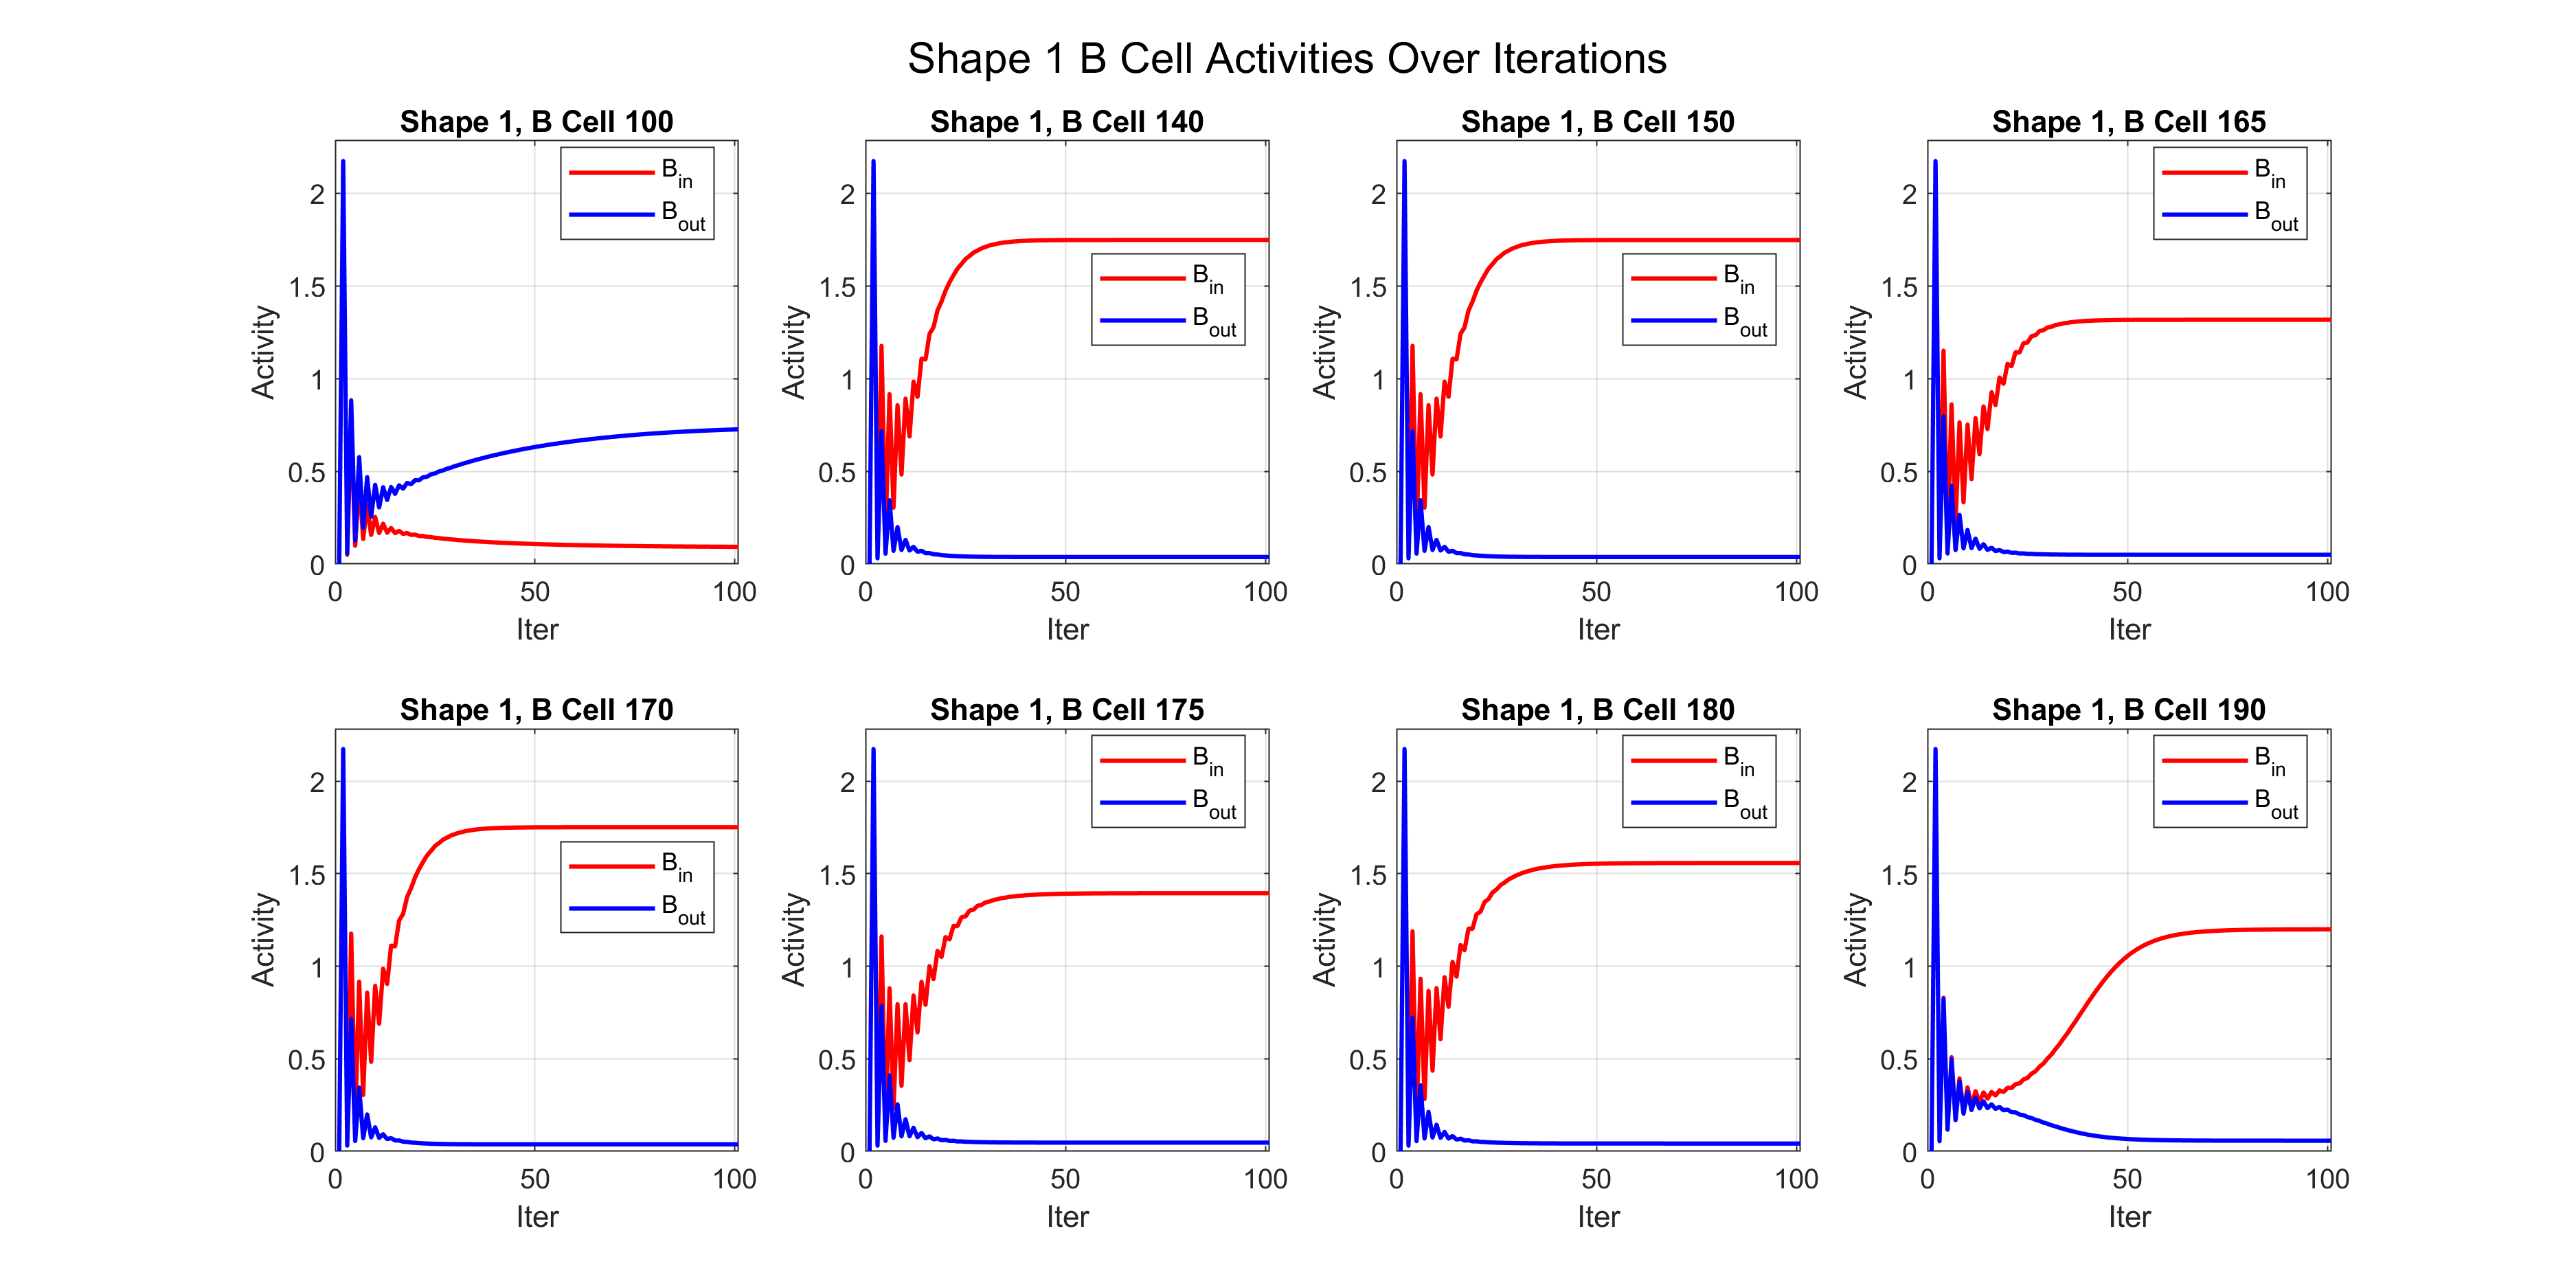 Shape 1 B Cell Activities Over Iterations
Shape 1, B Cell 100
Activity
2
1.5
1
0.5
0
0 50 100
Iter
B_in
B_out
Shape 1, B Cell 140
Activity
2
1.5
1
0.5
0
0 50 100
Iter
B_in
B_out
Shape 1, B Cell 150
Activity
2
1.5
1
0.5
0
0 50 100
Iter
B_in
B_out
Shape 1, B Cell 165
Activity
2
1.5
1
0.5
0
0 50 100
Iter
B_in
B_out
Shape 1, B Cell 170
Activity
2
1.5
1
0.5
0
0 50 100
Iter
B_in
B_out
Shape 1, B Cell 175
Activity
2
1.5
1
0.5
0
0 50 100
Iter
B_in
B_out
Shape 1, B Cell 180
Activity
2
1.5
1
0.5
0
0 50 100
Iter
B_in
B_out
Shape 1, B Cell 190
Activity
2
1.5
1
0.5
0
0 50 100
Iter
B_in
B_out